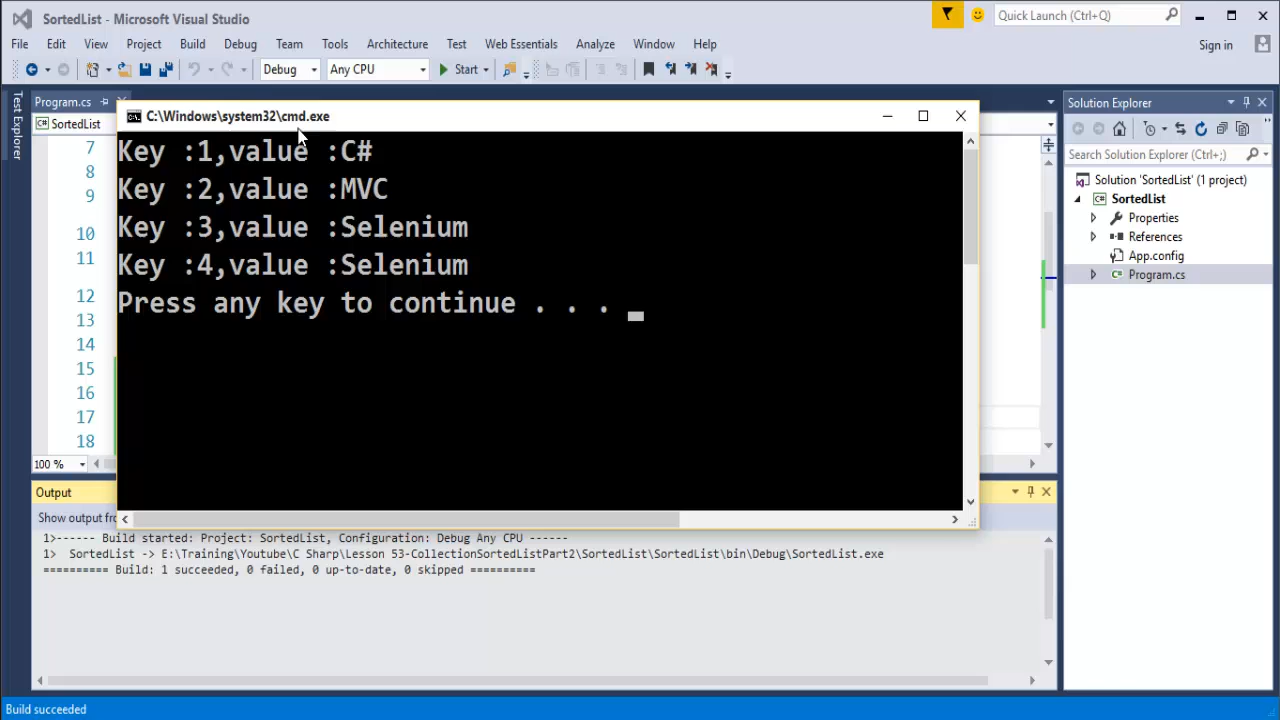 SortedList - Microsoft Visual Studio
Quick Launch (Ctrl+Q)
File Edit View Project Build Debug Team Tools Architecture Test Web Essentials Analyze Window Help
Sign in
Debug Any CPU Start
Test Explorer
Program.cs
SortedList
C:\Windows\system32\cmd.exe
Key :1,value :C#
Key :2,value :MVC
Key :3,value :Selenium
Key :4,value :Selenium
Press any key to continue . . .
7
8
9
10
11
12
13
14
15
16
17
18
100 %
Solution Explorer
Search Solution Explorer (Ctrl+;)
Solution 'SortedList' (1 project)
SortedList
Properties
References
App.config
Program.cs
Output
Show output
1>------ Build started: Project: SortedList, Configuration: Debug Any CPU ------
1>  SortedList -> E:\Training\Youtube\C Sharp\Lesson 53-CollectionSortedListPart2\SortedList\SortedList\bin\Debug\SortedList.exe
========== Build: 1 succeeded, 0 failed, 0 up-to-date, 0 skipped ==========
Build succeeded